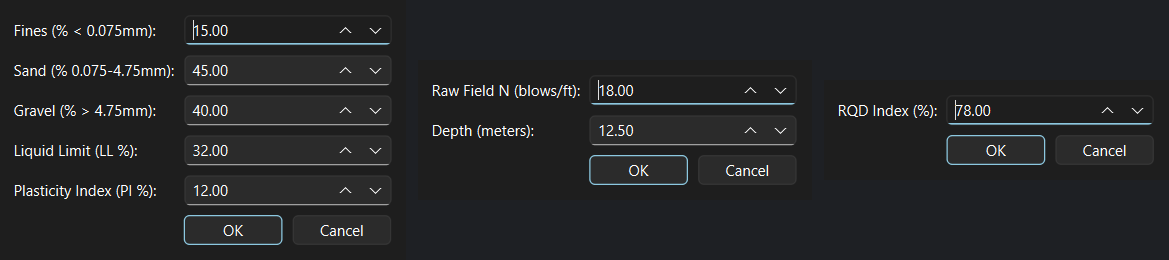 Fines (% < 0.075mm): 15.00
Sand (% 0.075-4.75mm): 45.00
Gravel (% > 4.75mm): 40.00
Liquid Limit (LL %): 32.00
Plasticity Index (PI %): 12.00
OK Cancel
Raw Field N (blows/ft): 18.00
Depth (meters): 12.50
OK Cancel
RQD Index (%): 78.00
OK Cancel